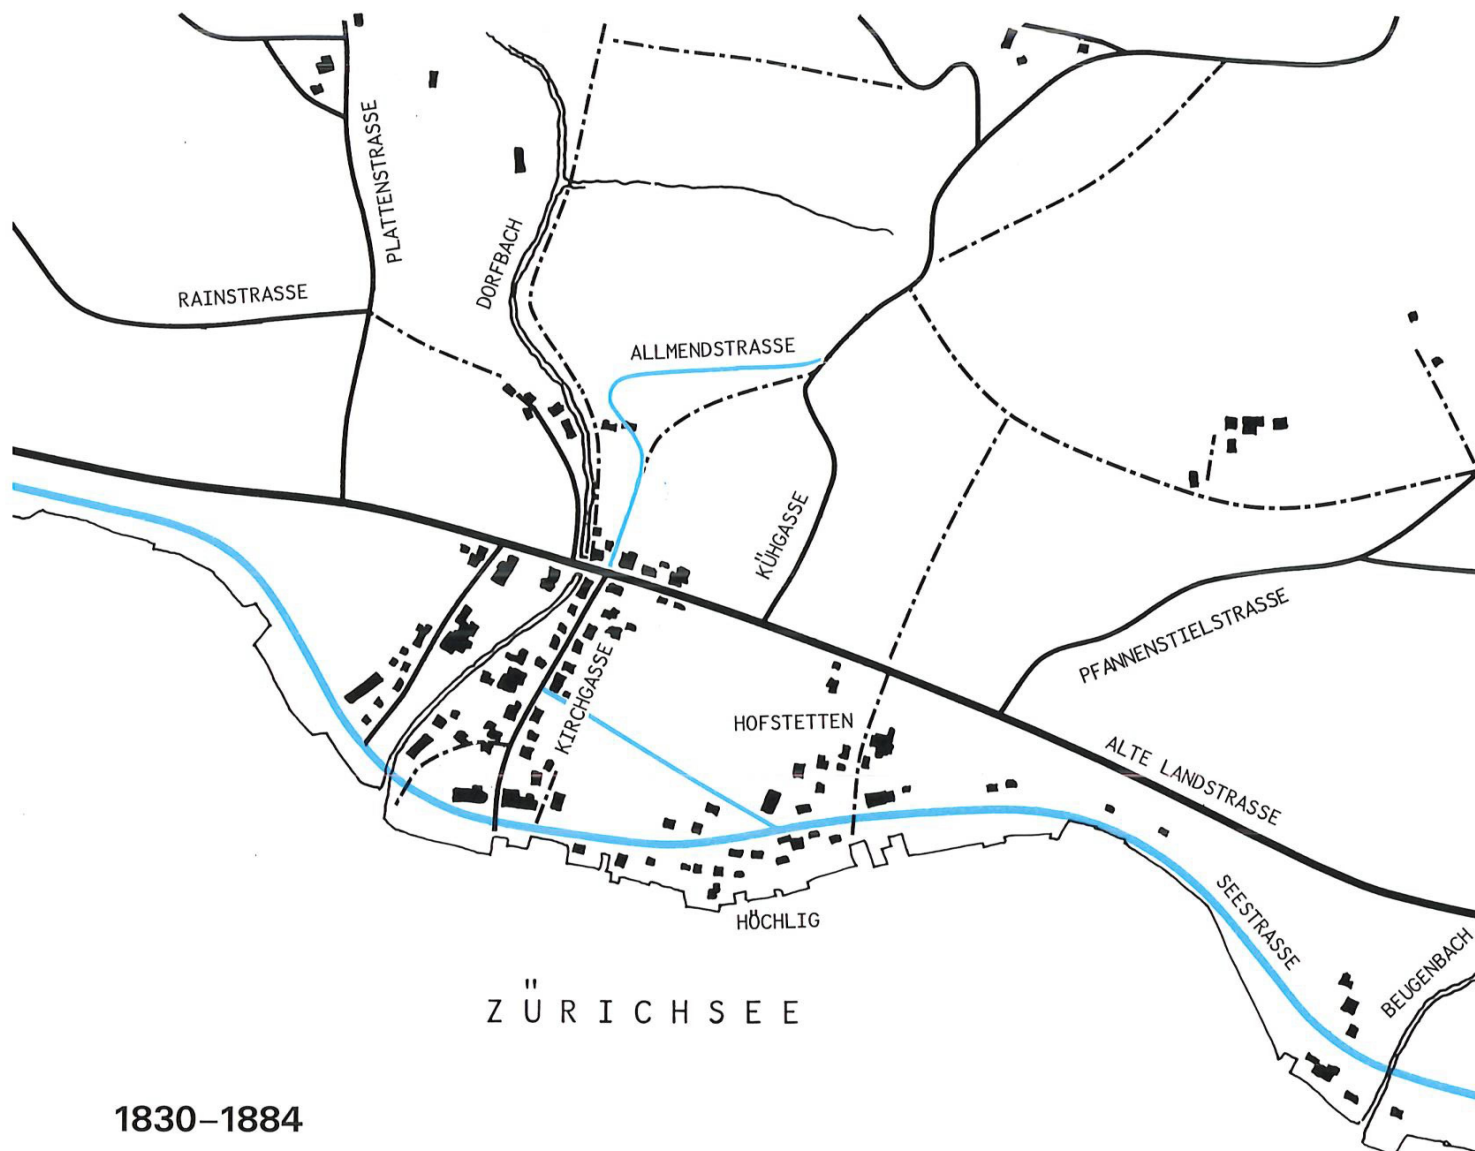 PLATTENSTRASSE
DORFBACH
RAINSTRASSE
ALLMENDSTRASSE
KÜHGASSE
PFANNENSTIELSTRASSE
KIRCHGASSE
HOFSTETTEN
ALTE LANDSTRASSE
SEESTRASSE
HÖCHLIG
BEUGENBACH
ZÜRICHSEE
1830–1884